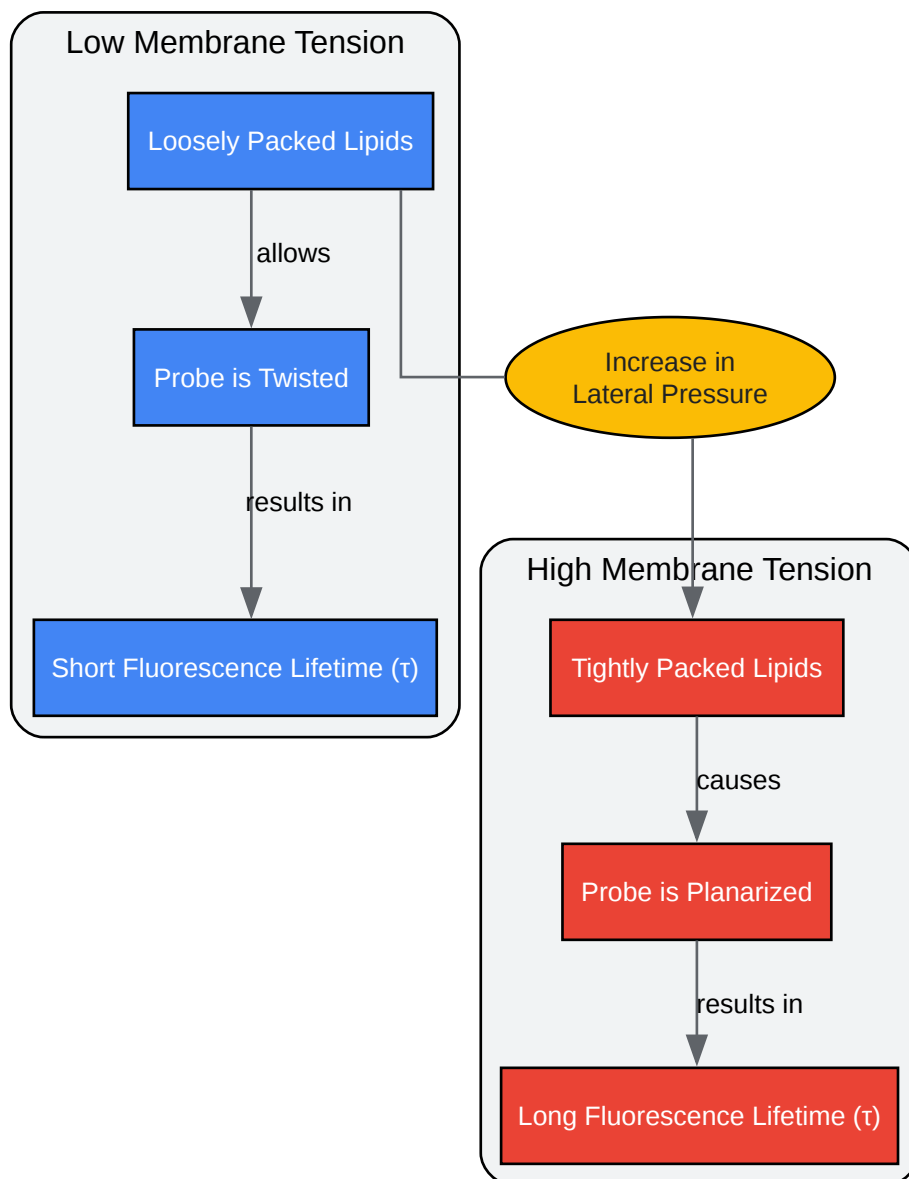 Low Membrane Tension
Loosely Packed Lipids
allows
Probe is Twisted
results in
Short Fluorescence Lifetime (τ)
Increase in
Lateral Pressure
High Membrane Tension
Tightly Packed Lipids
causes
Probe is Planarized
results in
Long Fluorescence Lifetime (τ)